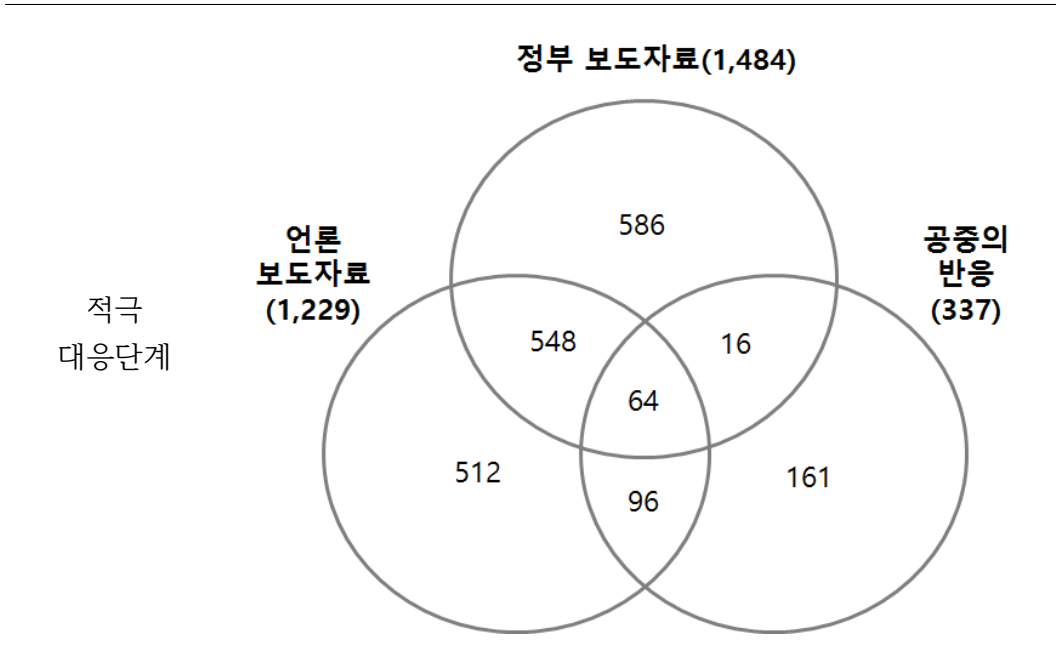 정부 보도자료(1,484)
586
언론
보도자료
(1,229)
공중의
반응
(337)
적극
대응단계
548
16
64
512
96
161